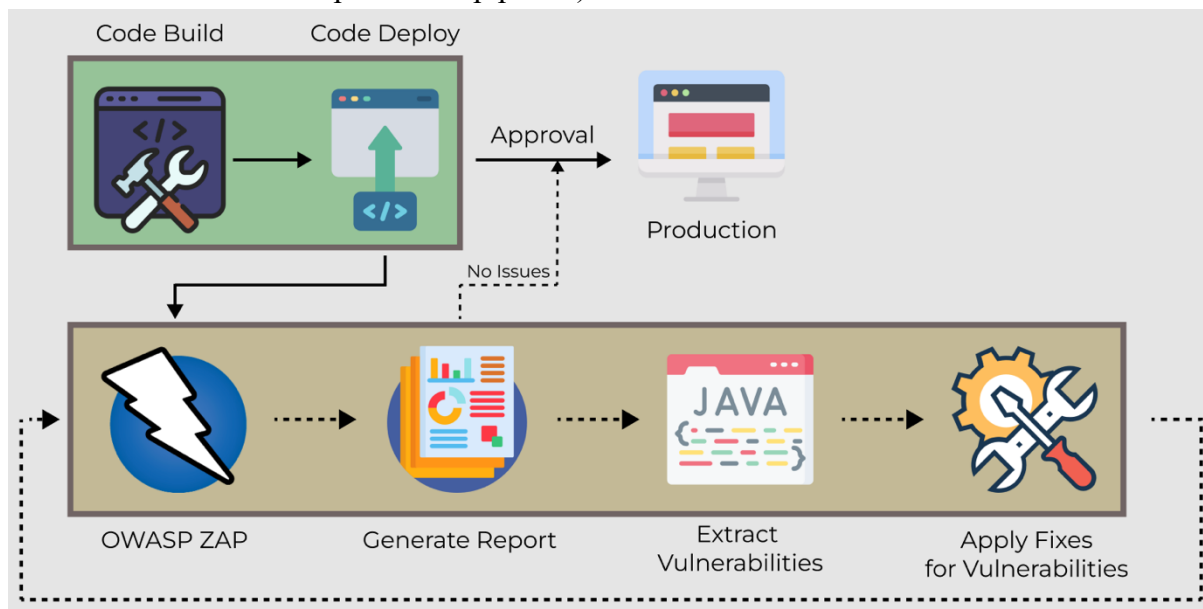 Code Build
Code Deploy
</>
</>
Approval
Production
No Issues
JAVA
{
}
OWASP ZAP
Generate Report
Extract
Vulnerabilities
Apply Fixes
for Vulnerabilities